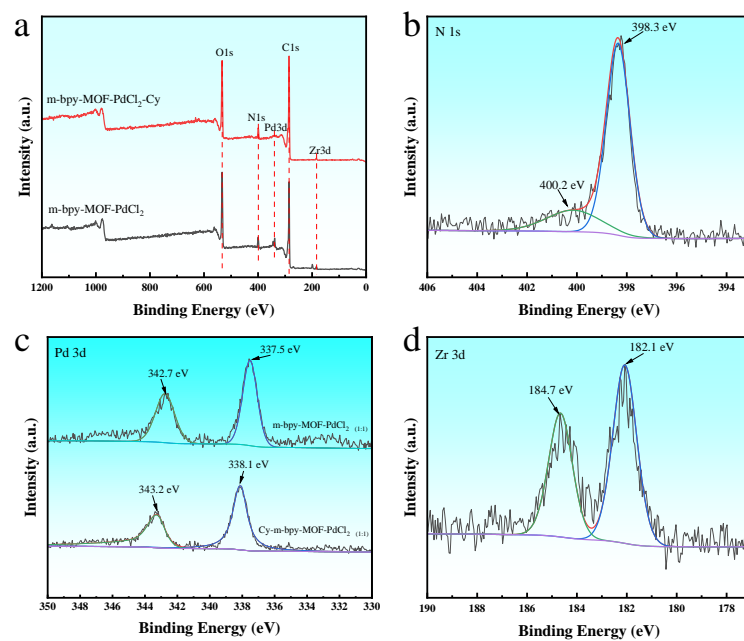 a
O1s
C1s
m-bpy-MOF-PdCl2-Cy
N1s
Pd3d
Zr3d
m-bpy-MOF-PdCl2
Intensity (a.u.)
1200 1000 800 600 400 200 0
Binding Energy (eV)
b
N 1s
398.3 eV
400.2 eV
Intensity (a.u.)
406 404 402 400 398 396 394
Binding Energy (eV)
c
Pd 3d
337.5 eV
342.7 eV
m-bpy-MOF-PdCl2 (1:1)
338.1 eV
343.2 eV
Cy-m-bpy-MOF-PdCl2 (1:1)
Intensity (a.u.)
350 348 346 344 342 340 338 336 334 332 330
Binding Energy (eV)
d
Zr 3d
182.1 eV
184.7 eV
Intensity (a.u.)
190 188 186 184 182 180 178
Binding Energy (eV)